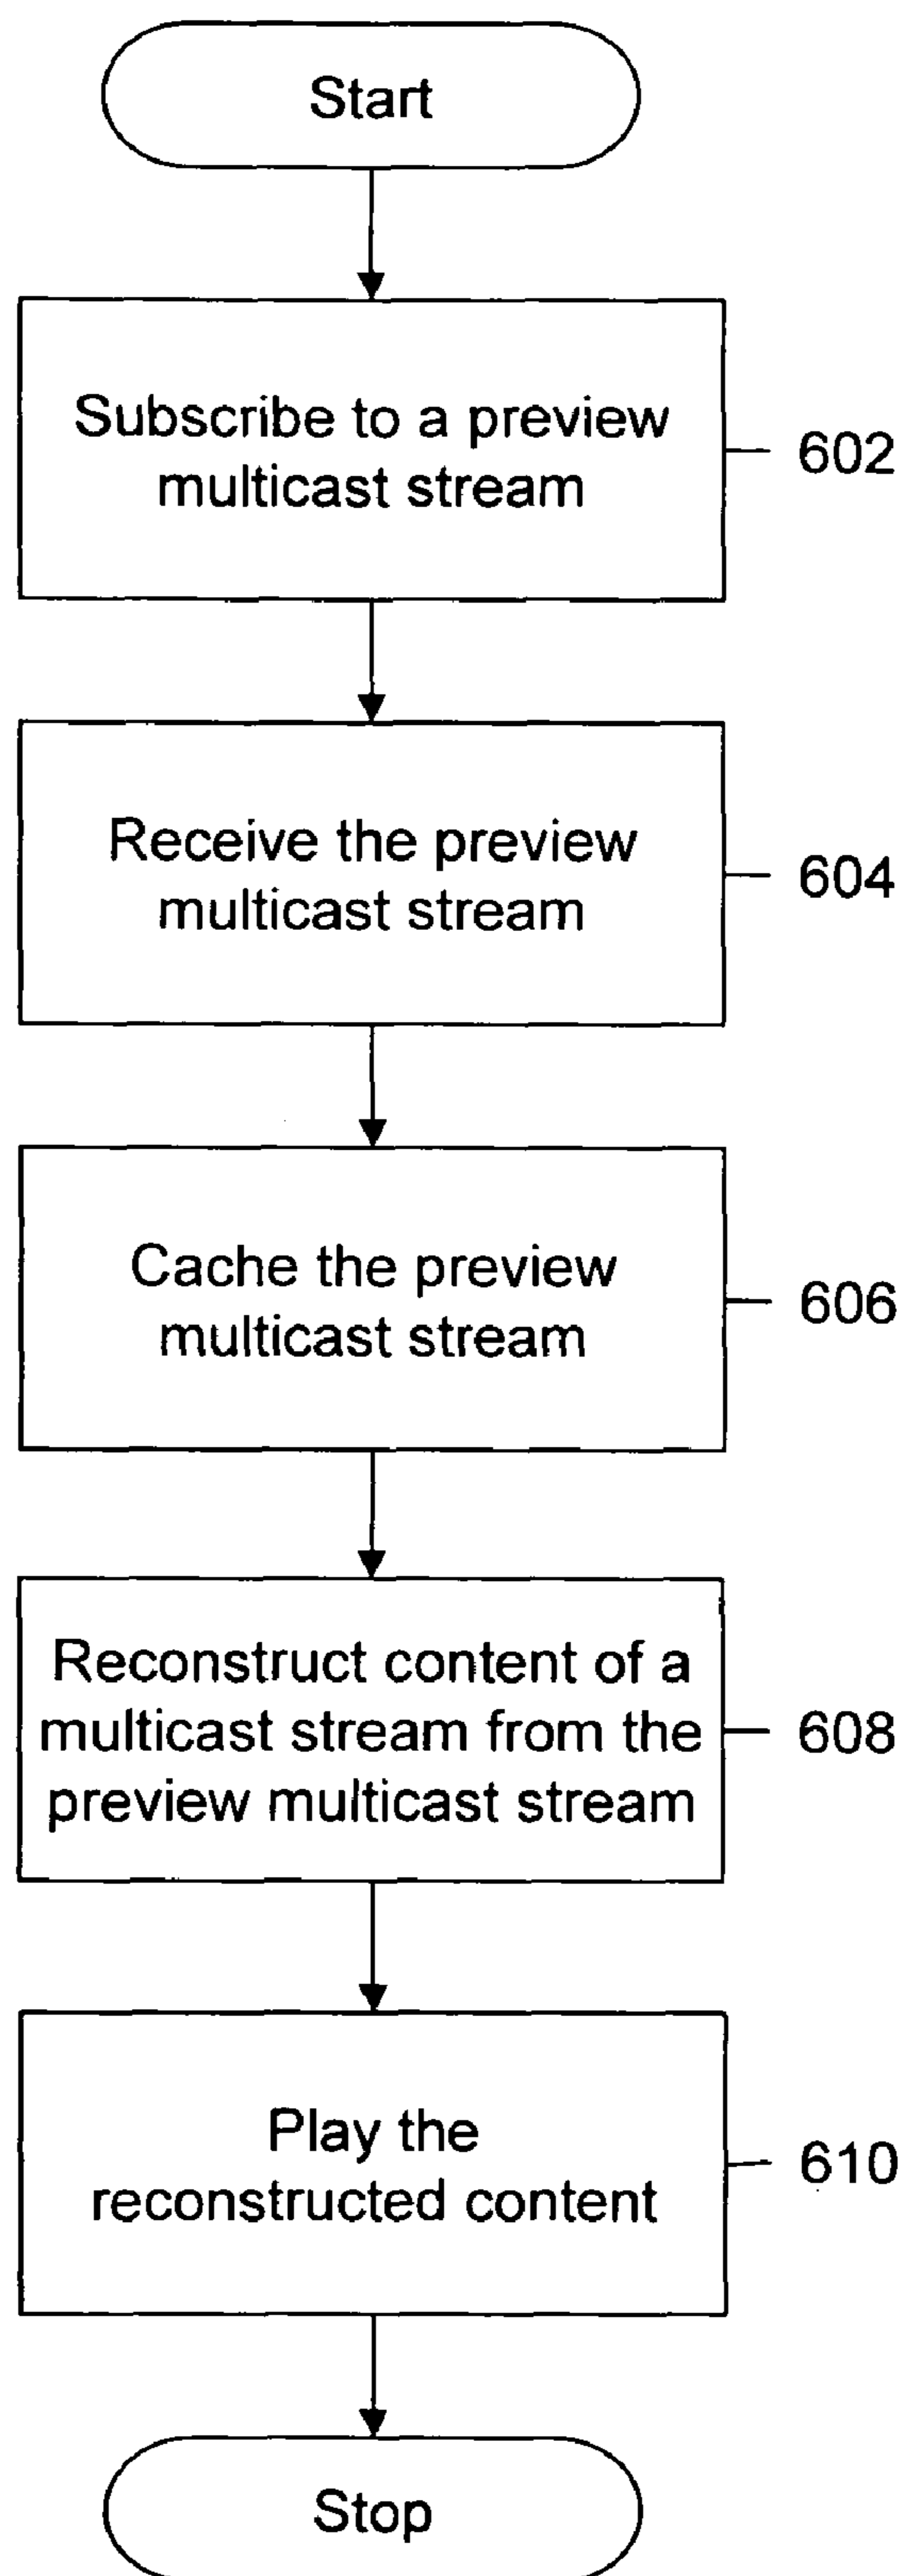 Start
Subscribe to a preview
multicast stream
602
Receive the preview
multicast stream
604
Cache the preview
multicast stream
606
Reconstruct content of a
multicast stream from the
preview multicast stream
608
Play the
reconstructed content
610
Stop